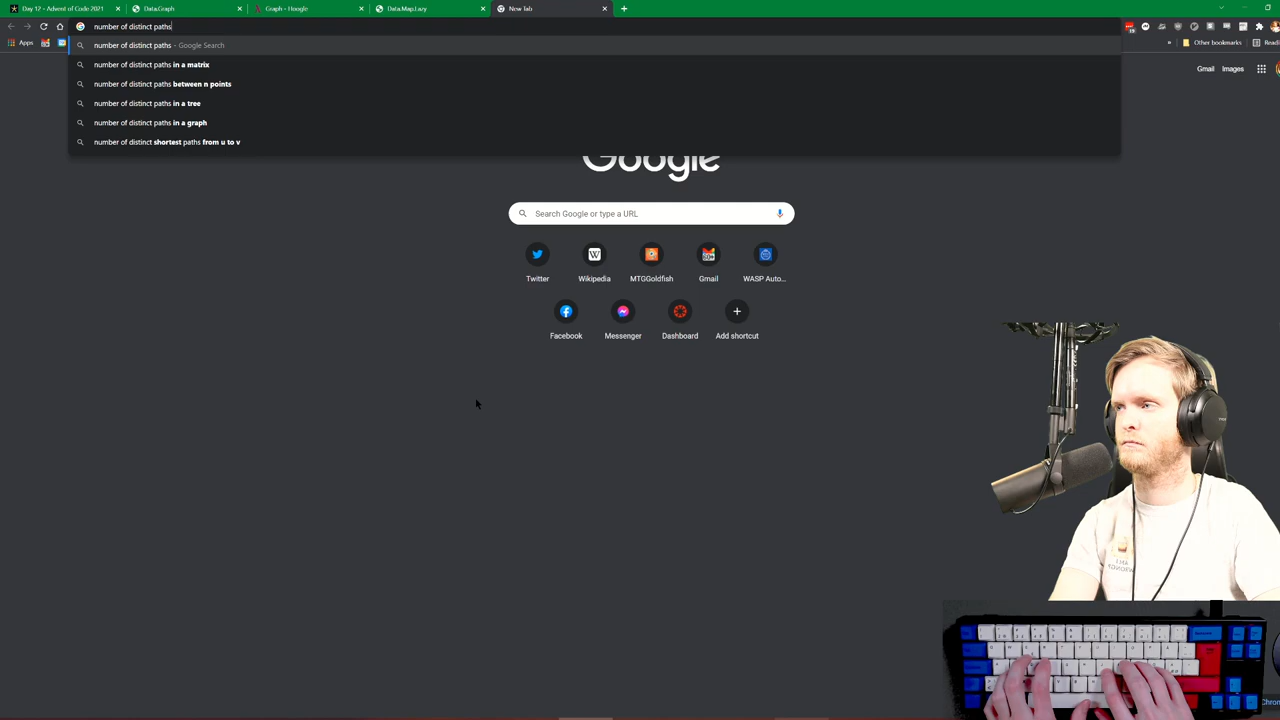 Day 12 - Advent of Code 2021
Data.Graph
Graph - Hoogle
Data.Map.Lazy
New Tab
number of distinct paths
Apps
Other bookmarks
number of distinct paths - Google Search
number of distinct paths in a matrix
number of distinct paths between n points
number of distinct paths in a tree
number of distinct paths in a graph
number of distinct shortest paths from u to v
Gmail
Images
Google
Search Google or type a URL
Twitter
Wikipedia
MTGGoldfish
Gmail
WASP Auto...
Facebook
Messenger
Dashboard
Add shortcut